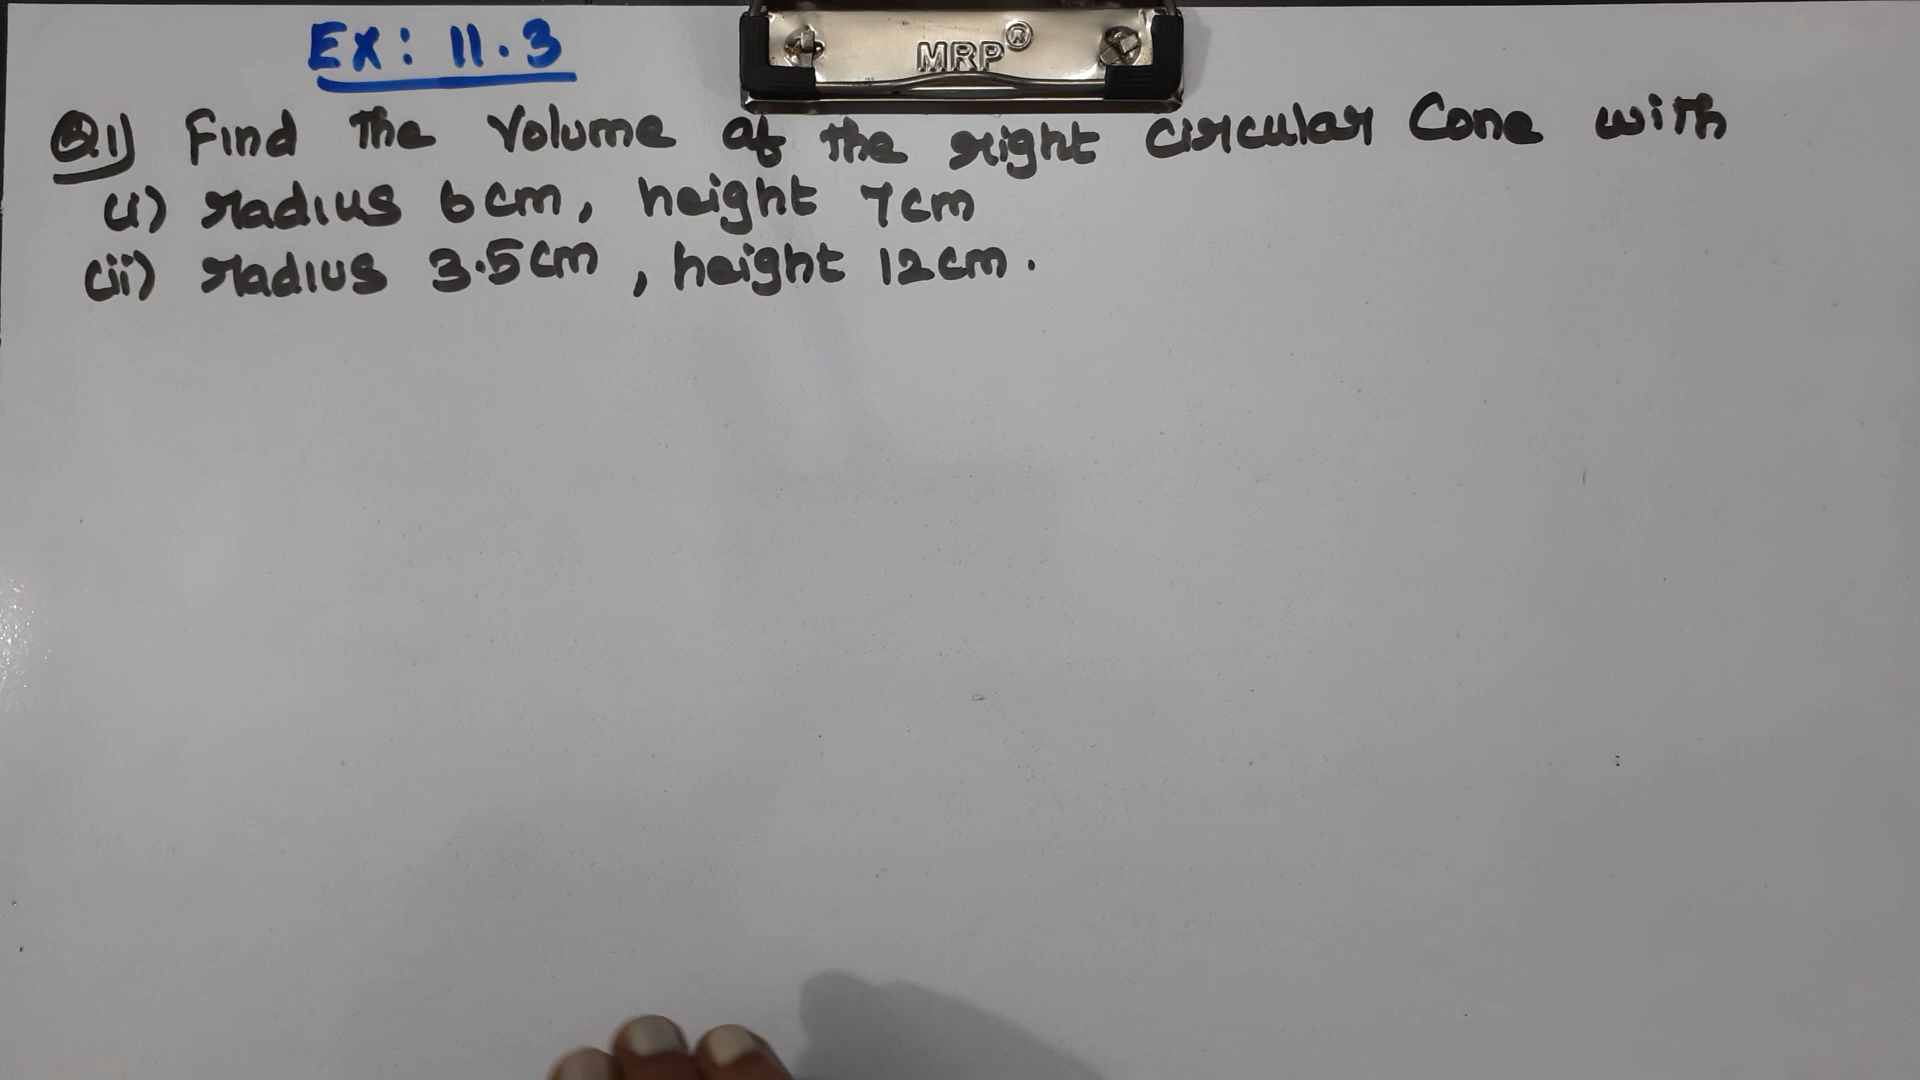 EX: 11.3
MRP®
Q.1) Find The Volume of the right circular Cone with
(i) radius 6cm, height 7cm
(ii) radius 3.5cm, height 12cm.